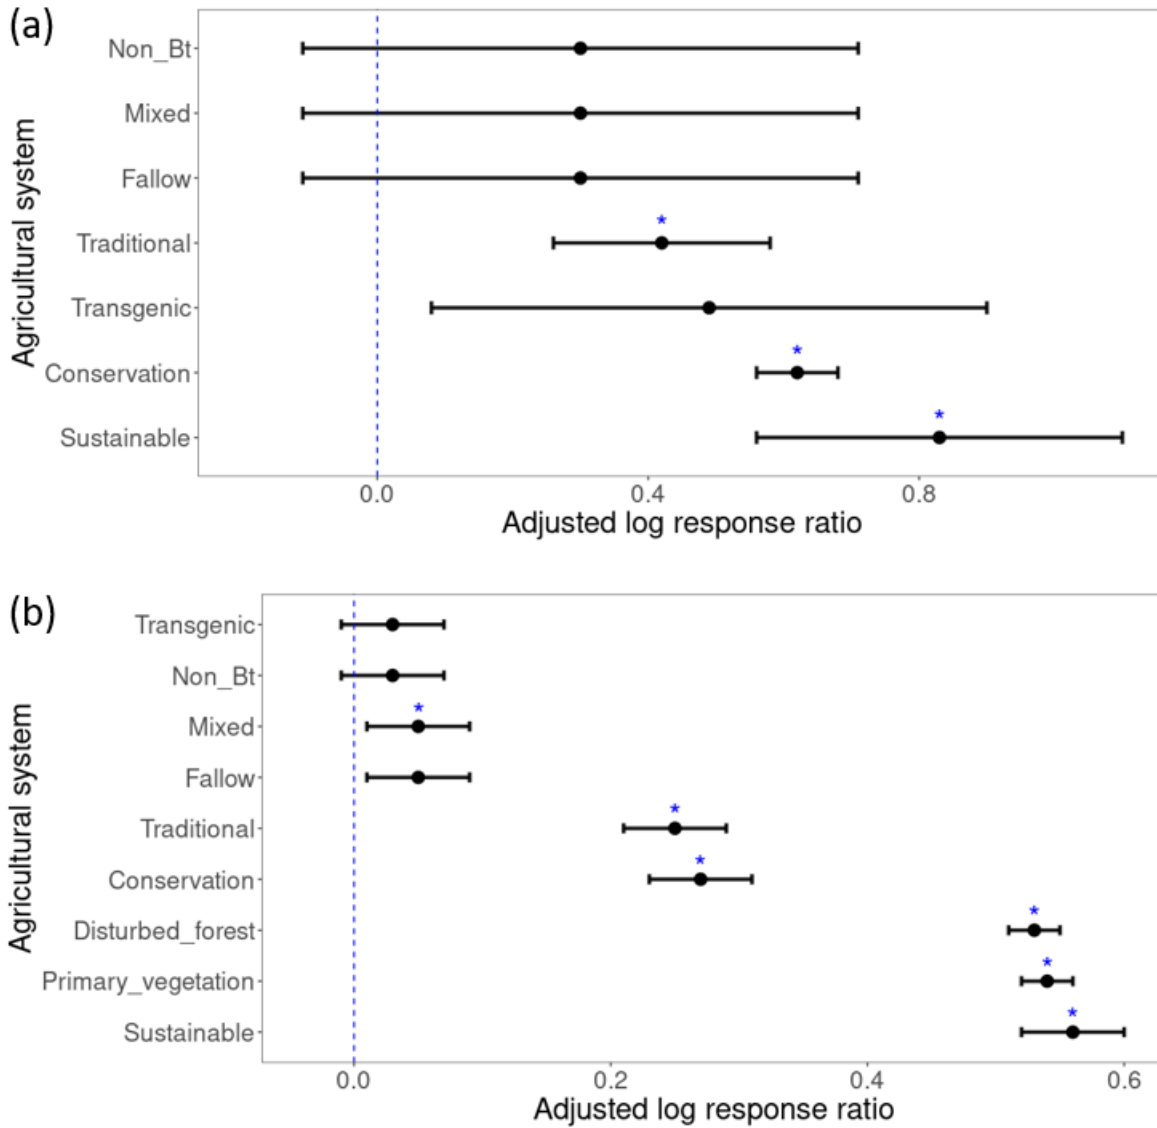 (a)
Non_Bt
Mixed
Fallow
*
Traditional
Transgenic
*
Conservation
*
Sustainable
0.0 0.4 0.8
Adjusted log response ratio
Agricultural system
(b)
Transgenic
Non_Bt
*
Mixed
Fallow
*
Traditional
*
Conservation
*
Disturbed_forest
*
Primary_vegetation
*
Sustainable
0.0 0.2 0.4 0.6
Adjusted log response ratio
Agricultural system